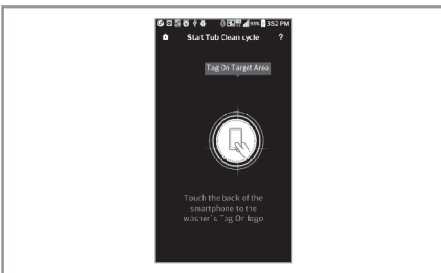 3:52 PM
Start Tub Clean cycle ?
Tag On Target Area
Touch the back of the
smartphone to the
washer's Tag On logo